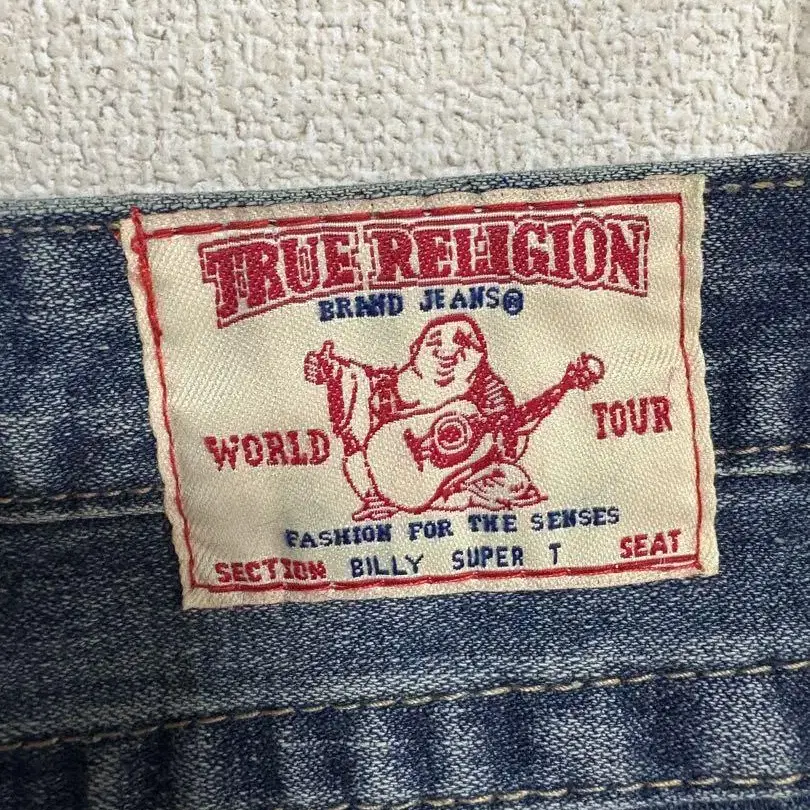 TRUE RELIGION
BRAND JEANS®
WORLD TOUR
FASHION FOR THE SENSES
SECTION BILLY SUPER T SEAT